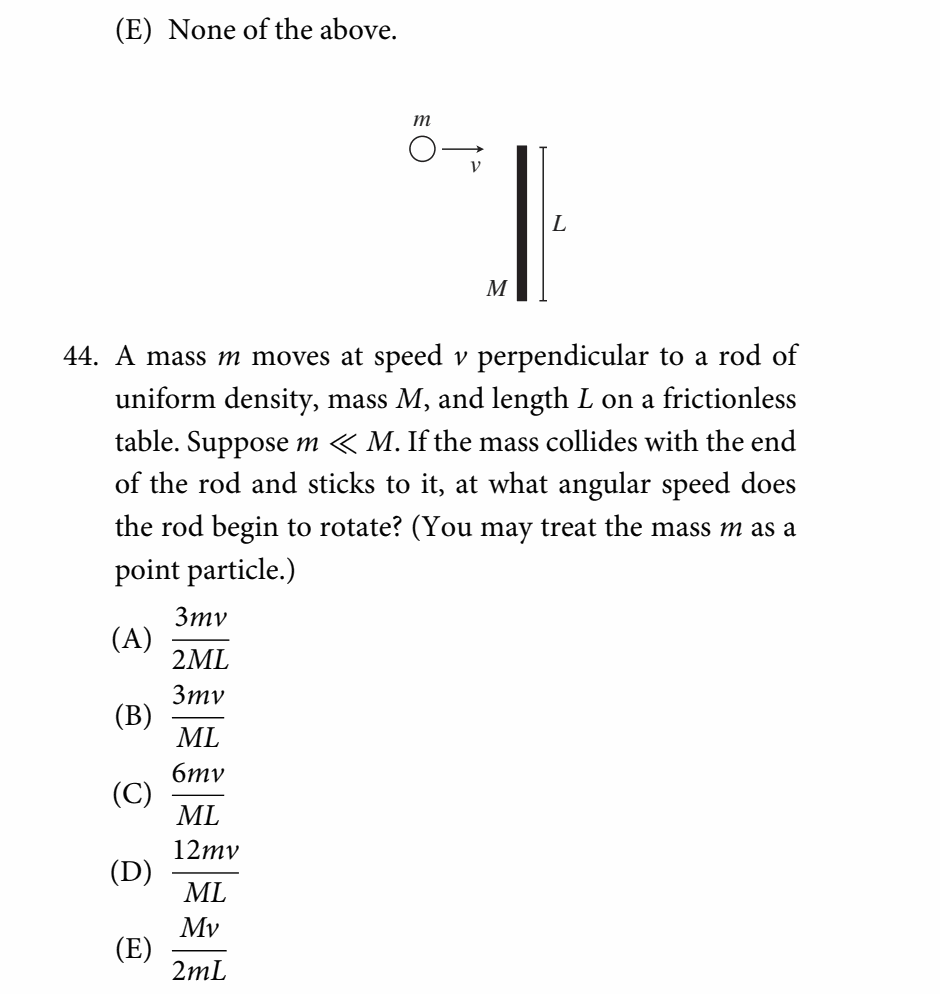 (E) None of the above.
m
v
L
M
44. A mass m moves at speed v perpendicular to a rod of
uniform density, mass M, and length L on a frictionless
table. Suppose m ≪ M. If the mass collides with the end
of the rod and sticks to it, at what angular speed does
the rod begin to rotate? (You may treat the mass m as a
point particle.)
(A) 3mv/2ML
(B) 3mv/ML
(C) 6mv/ML
(D) 12mv/ML
(E) Mv/2mL